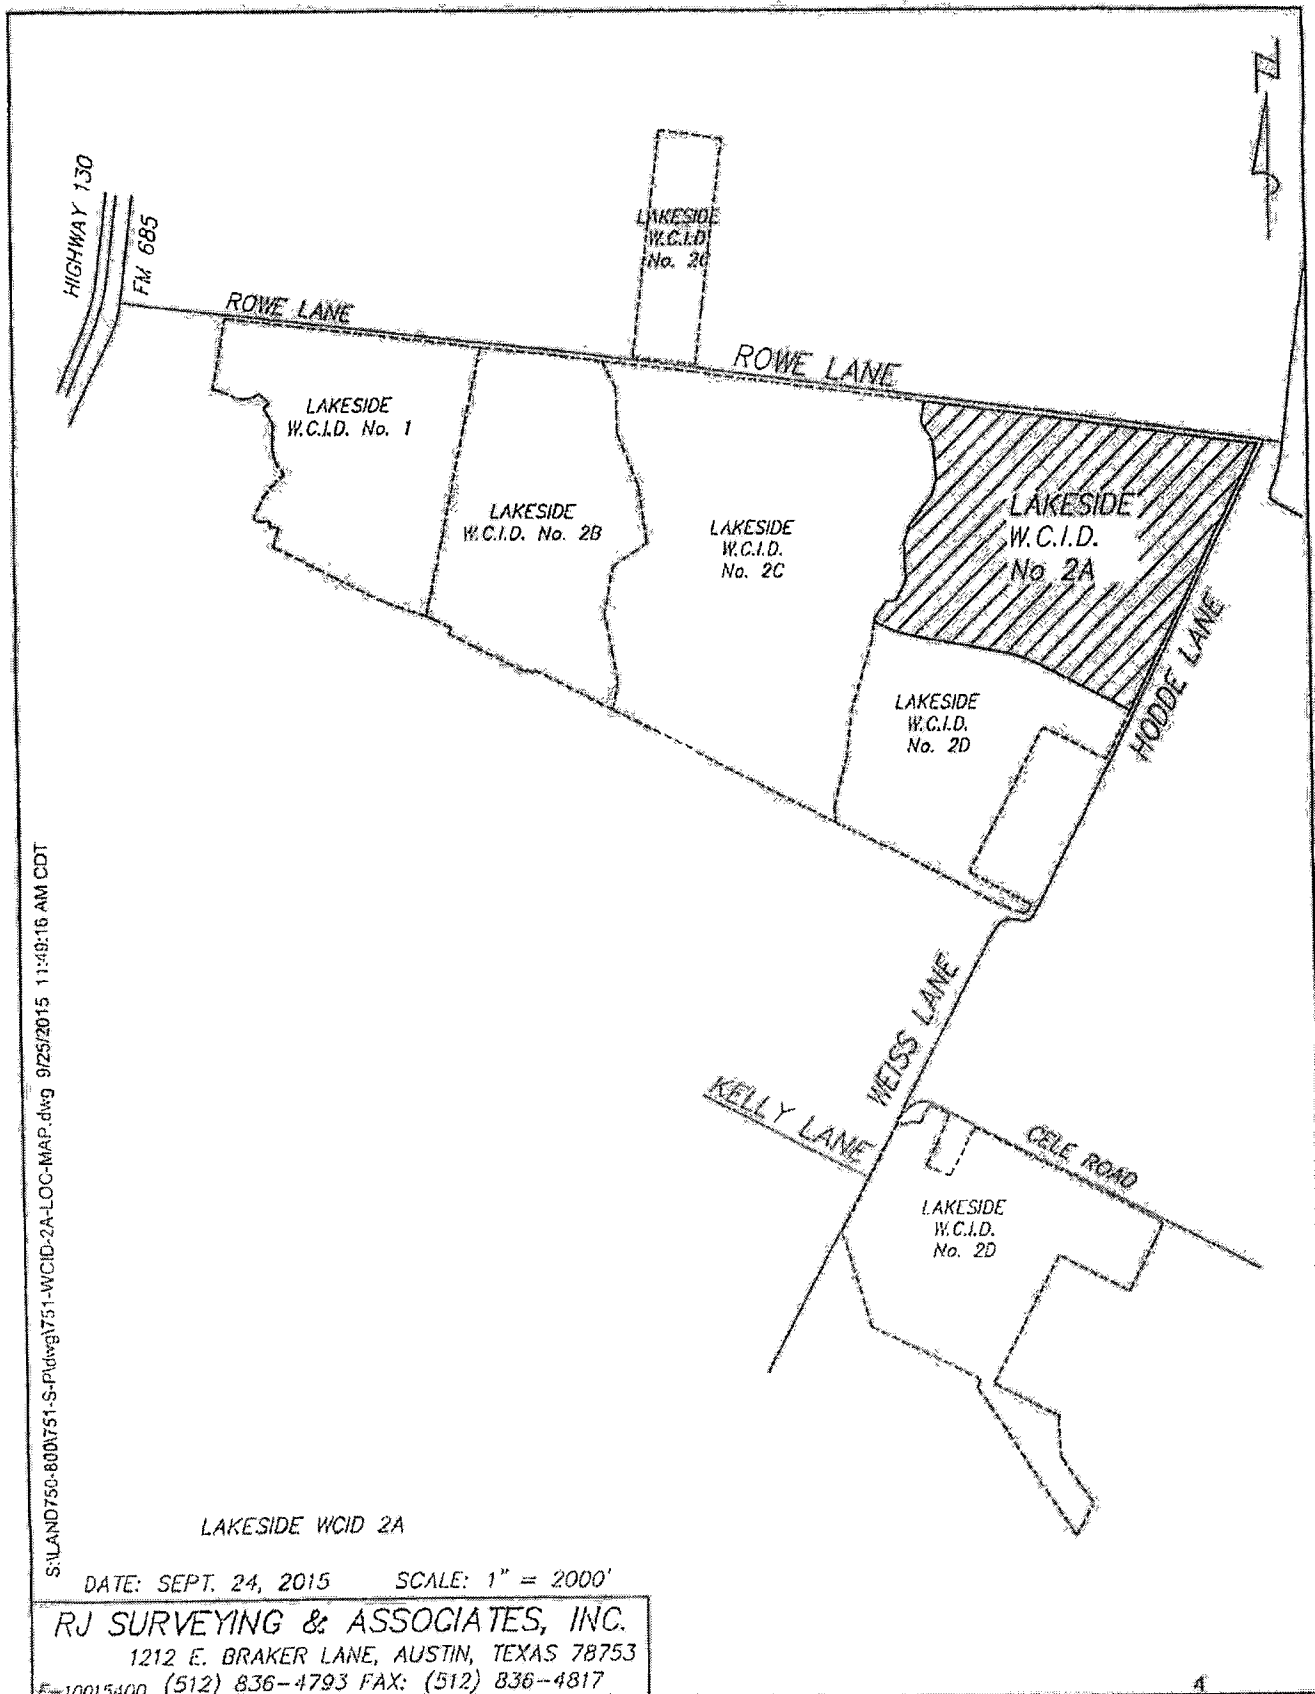 HIGHWAY 130
FM 685
LAKESIDE
W.C.I.D
No. 2C
ROWE LANE
ROWE LANE
LAKESIDE
W.C.I.D. No. 1
LAKESIDE
W.C.I.D. No. 2B
LAKESIDE
W.C.I.D.
No. 2C
LAKESIDE
W.C.I.D.
No 2A
HODDE LANE
LAKESIDE
W.C.I.D.
No. 2D
WEISS LANE
KELLY LANE
CELE ROAD
LAKESIDE
W.C.I.D.
No. 2D
S:\LAND750-800\751-S-P\dwg\751-WCID-2A-LOC-MAP.dwg 9/25/2015 11:49:16 AM CDT
LAKESIDE WCID 2A
DATE: SEPT. 24, 2015 SCALE: 1" = 2000'
RJ SURVEYING & ASSOCIATES, INC.
1212 E. BRAKER LANE, AUSTIN, TEXAS 78753
F-10015400 (512) 836-4793 FAX: (512) 836-4817
4